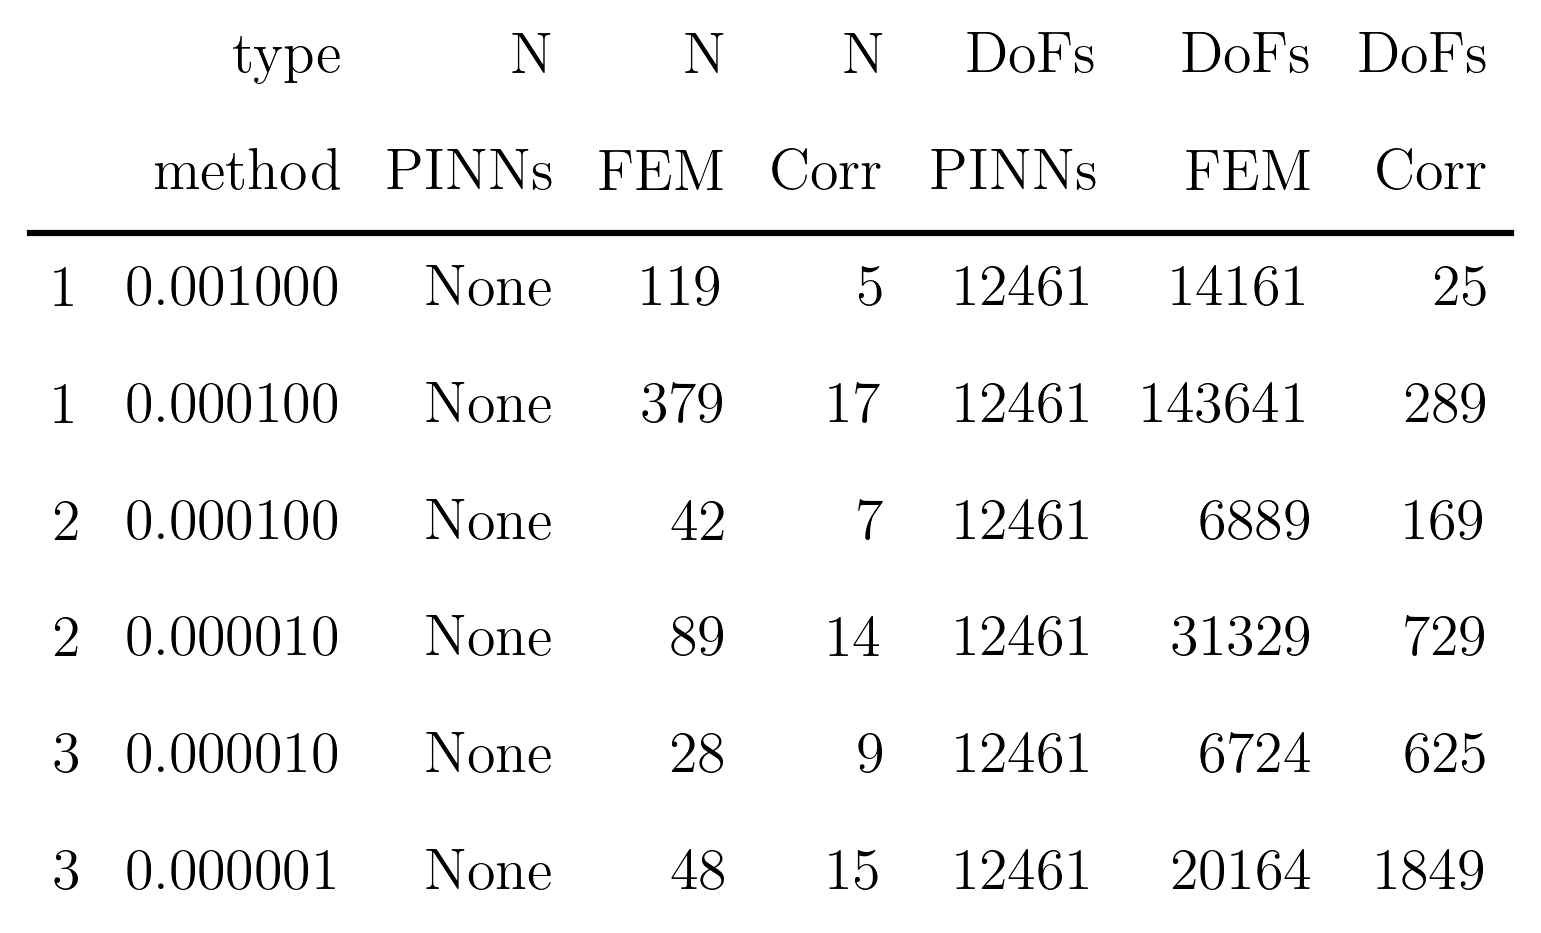 type N N N DoFs DoFs DoFs
method PINNs FEM Corr PINNs FEM Corr
1 0.001000 None 119 5 12461 14161 25
1 0.000100 None 379 17 12461 143641 289
2 0.000100 None 42 7 12461 6889 169
2 0.000010 None 89 14 12461 31329 729
3 0.000010 None 28 9 12461 6724 625
3 0.000001 None 48 15 12461 20164 1849